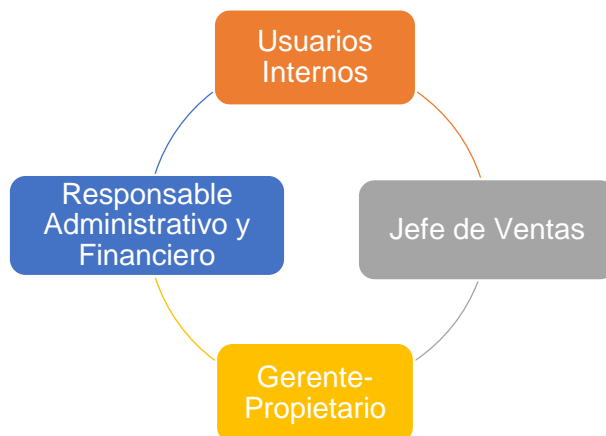 Usuarios
Internos
Responsable
Administrativo y
Financiero
Jefe de Ventas
Gerente-
Propietario